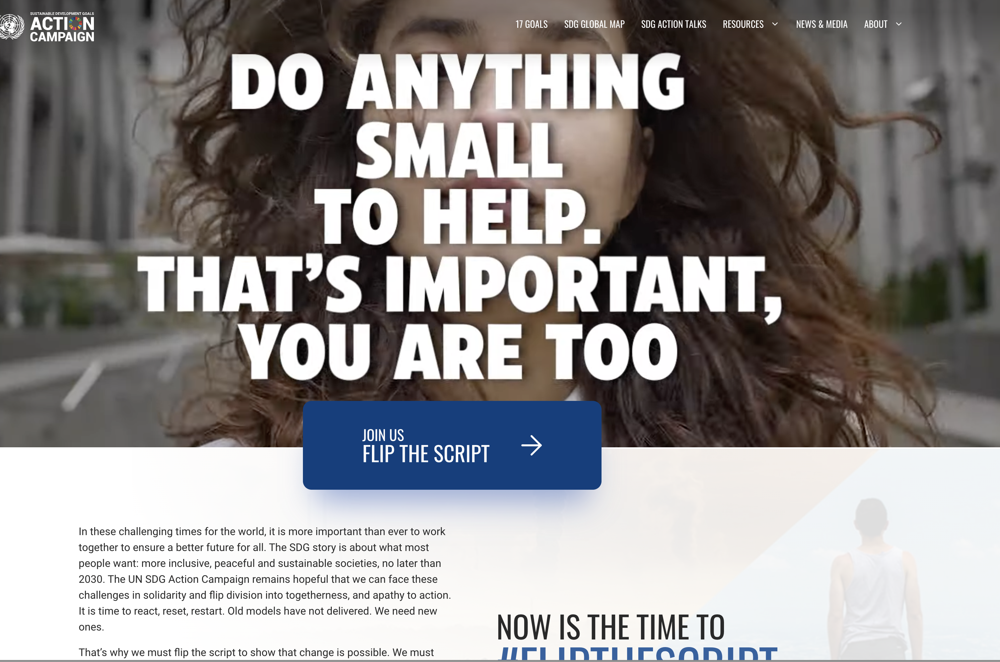 SUSTAINABLE DEVELOPMENT GOALS
ACTION
CAMPAIGN
17 GOALS SDG GLOBAL MAP SDG ACTION TALKS RESOURCES NEWS & MEDIA ABOUT
DO ANYTHING
SMALL
TO HELP.
THAT’S IMPORTANT,
YOU ARE TOO
JOIN US
FLIP THE SCRIPT
In these challenging times for the world, it is more important than ever to work
together to ensure a better future for all. The SDG story is about what most
people want: more inclusive, peaceful and sustainable societies, no later than
2030. The UN SDG Action Campaign remains hopeful that we can face these
challenges in solidarity and flip division into togetherness, and apathy to action.
It is time to react, reset, restart. Old models have not delivered. We need new
ones.
That’s why we must flip the script to show that change is possible. We must
NOW IS THE TIME TO
#FLIPTHESCRIPT